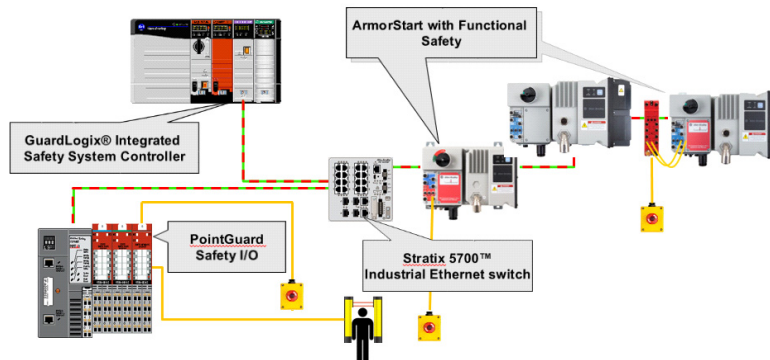 ArmorStart with Functional
Safety
GuardLogix® Integrated
Safety System Controller
PointGuard
Safety I/O
Stratix 5700™
Industrial Ethernet switch